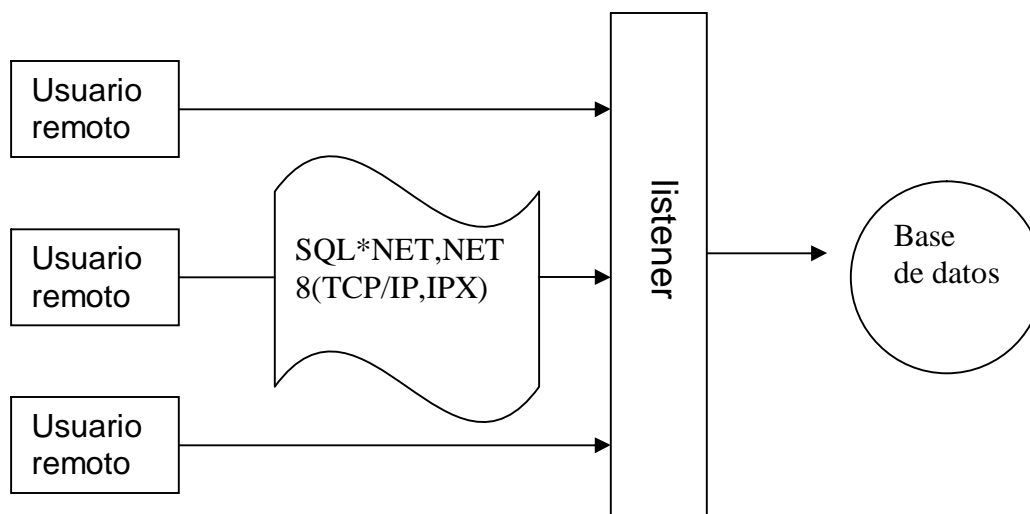 Usuario
remoto
Usuario
remoto
SQL*NET,NET
8(TCP/IP,IPX)
Usuario
remoto
listener
Base
de datos